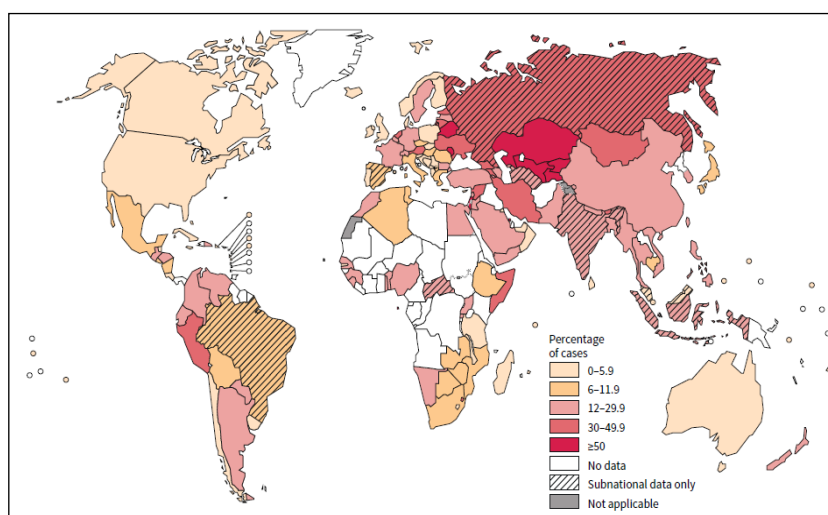 Percentage
of cases
0–5.9
6–11.9
12–29.9
30–49.9
≥50
No data
Subnational data only
Not applicable